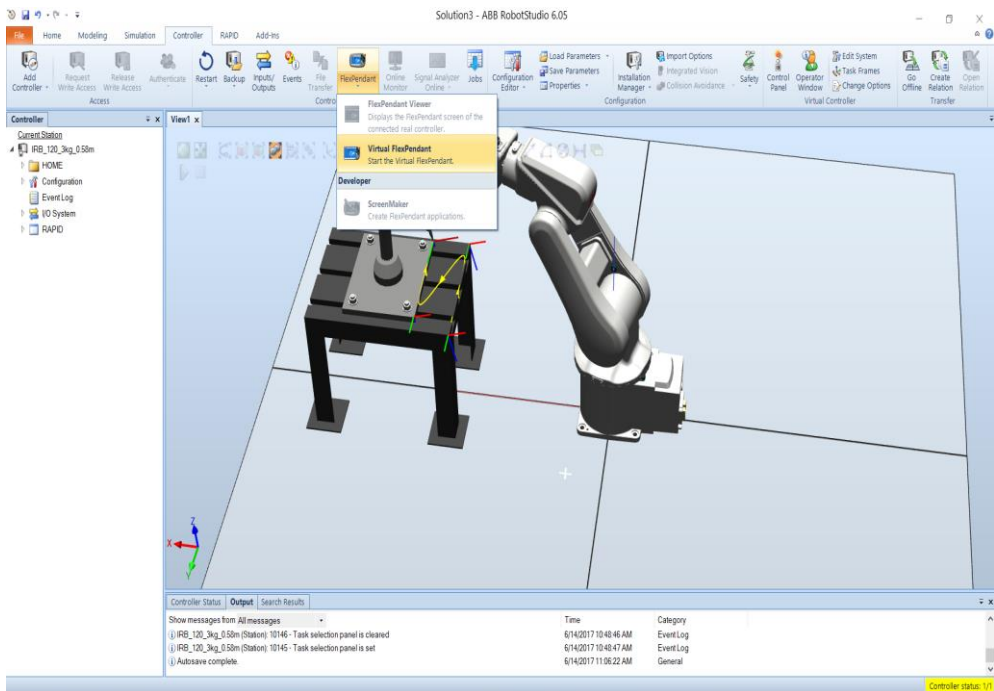 Solution3 - ABB RobotStudio 6.05
File Home Modeling Simulation Controller RAPID Add-Ins
Add Controller
Request Write Access
Release Write Access
Authenticate
Restart
Backup
Inputs/ Outputs
Events
File Transfer
FlexPendant
Online Monitor
Signal Analyzer Online
Jobs
Configuration Editor
Load Parameters
Save Parameters
Properties
Installation Manager
Import Options
Integrated Vision
Collision Avoidance
Safety
Control Panel
Operator Window
Edit System
Task Frames
Change Options
Go Offline
Create Relation
Open Relation
Access
Contro
Configuration
Virtual Controller
Transfer
FlexPendant Viewer
Displays the FlexPendant screen of the
connected real controller.
Virtual FlexPendant
Start the Virtual FlexPendant.
Developer
ScreenMaker
Create FlexPendant applications.
Controller
View1
Current Station
IRB_120_3kg_0.58m
HOME
Configuration
Event Log
I/O System
RAPID
Z
X
Y
Controller Status Output Search Results
Show messages from All messages Time Category
IRB_120_3kg_0.58m (Station): 10146 - Task selection panel is cleared 6/14/2017 10:48:46 AM Event Log
IRB_120_3kg_0.58m (Station): 10145 - Task selection panel is set 6/14/2017 10:48:47 AM Event Log
Autosave complete. 6/14/2017 11:06:22 AM General
Controller status: 1/1